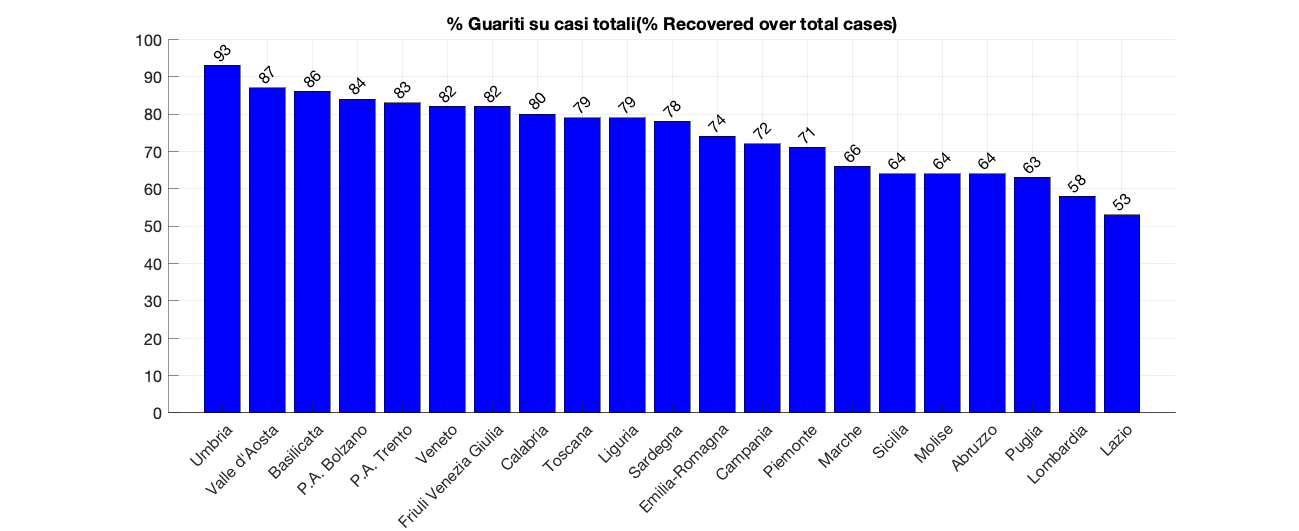 % Guariti su casi totali(% Recovered over total cases)
100
90
80
70
60
50
40
30
20
10
0
93
87
86
84
83
82
82
80
79
79
78
74
72
71
66
64
64
64
63
58
53
Umbria
Valle d'Aosta
Basilicata
P.A. Bolzano
P.A. Trento
Veneto
Friuli Venezia Giulia
Calabria
Toscana
Liguria
Sardegna
Emilia-Romagna
Campania
Piemonte
Marche
Sicilia
Molise
Abruzzo
Puglia
Lombardia
Lazio